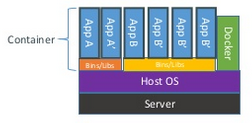 Container
App A
App A'
App B
App B'
App B'
App B'
Docker
Bins/Libs
Bins/Libs
Host OS
Server